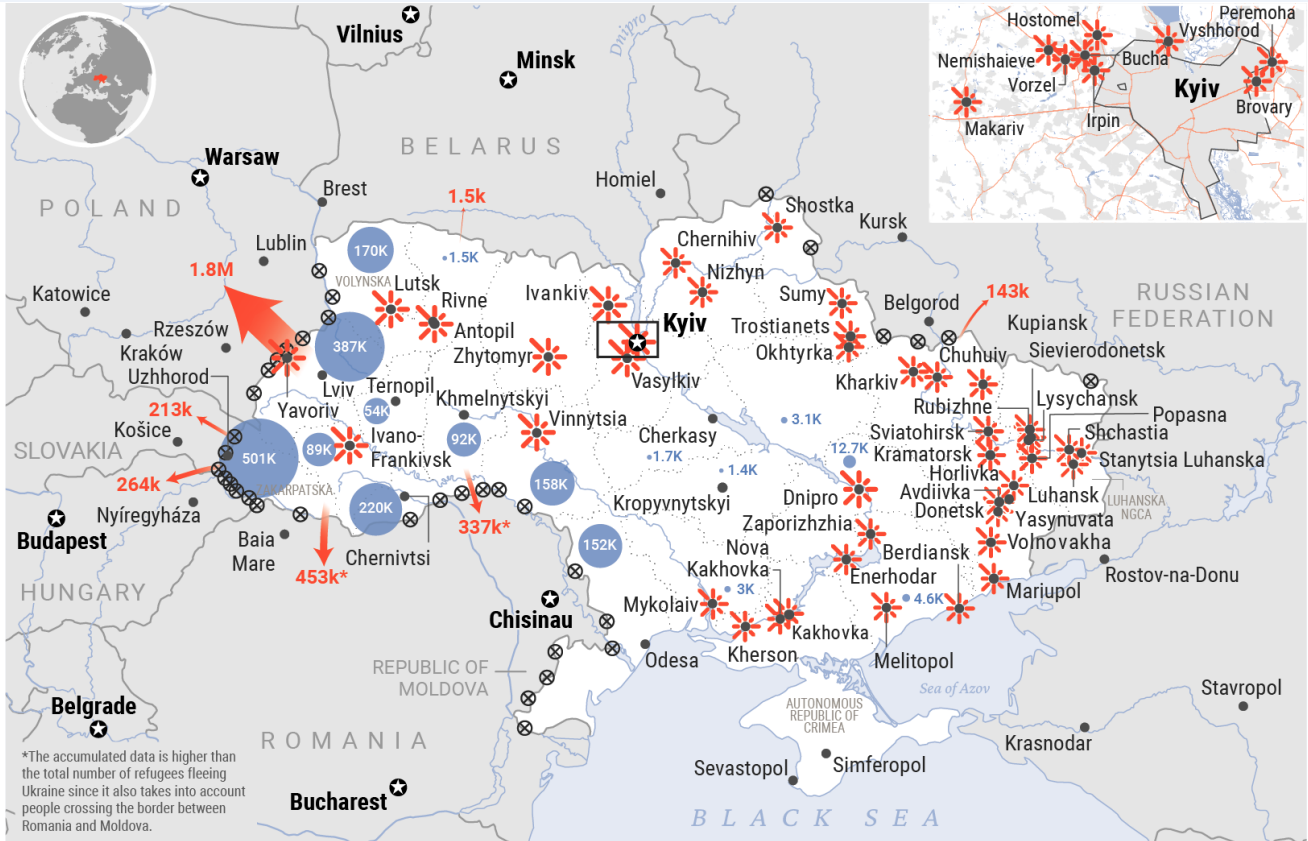 Vilnius
Minsk
Dnipro
Hostomel
Peremoha
Vyshhorod
Nemishaieve
Bucha
Vorzel
Kyiv
Brovary
Makariv
Irpin
BELARUS
Warsaw
Brest
Homiel
POLAND
1.5k
Shostka
Kursk
Lublin
170K
1.5K
Chernihiv
1.8M
VOLYNSKA
Lutsk
Nizhyn
Katowice
Rivne
Ivankiv
Sumy
Belgorod
143k
RUSSIAN
FEDERATION
Rzeszów
Antopil
Kyiv
Trostianets
Kupiansk
Kraków
387K
Zhytomyr
Okhtyrka
Chuhuiv
Sievierodonetsk
Uzhhorod
Lviv
Ternopil
Vasylkiv
Kharkiv
Yavoriv
54K
Khmelnytskyi
Rubizhne
Lysychansk
213k
Vinnytsia
3.1K
Popasna
Košice
Ivano-
Frankivsk
92K
Cherkasy
Sviatohirsk
Shchastia
SLOVAKIA
501K
89K
1.7K
12.7K
Kramatorsk
Stanytsia Luhanska
264k
1.4K
Horlivka
158K
Kropyvnytskyi
Dnipro
Avdiivka
Luhansk
LUHANSKA
NGCA
Nyíregyháza
220K
337k*
Donetsk
Yasynuvata
Budapest
Zaporizhzhia
Baia
Mare
Chernivtsi
152K
Nova
Kakhovka
Berdiansk
Volnovakha
453k*
Enerhodar
Rostov-na-Donu
HUNGARY
3K
4.6K
Mariupol
Chisinau
Mykolaiv
Kakhovka
Odesa
Kherson
Melitopol
REPUBLIC OF
MOLDOVA
Sea of Azov
Stavropol
Belgrade
AUTONOMOUS
REPUBLIC OF
CRIMEA
ROMANIA
Krasnodar
*The accumulated data is higher than
the total number of refugees fleeing
Ukraine since it also takes into account
people crossing the border between
Romania and Moldova.
Sevastopol
Simferopol
Bucharest
BLACK SEA